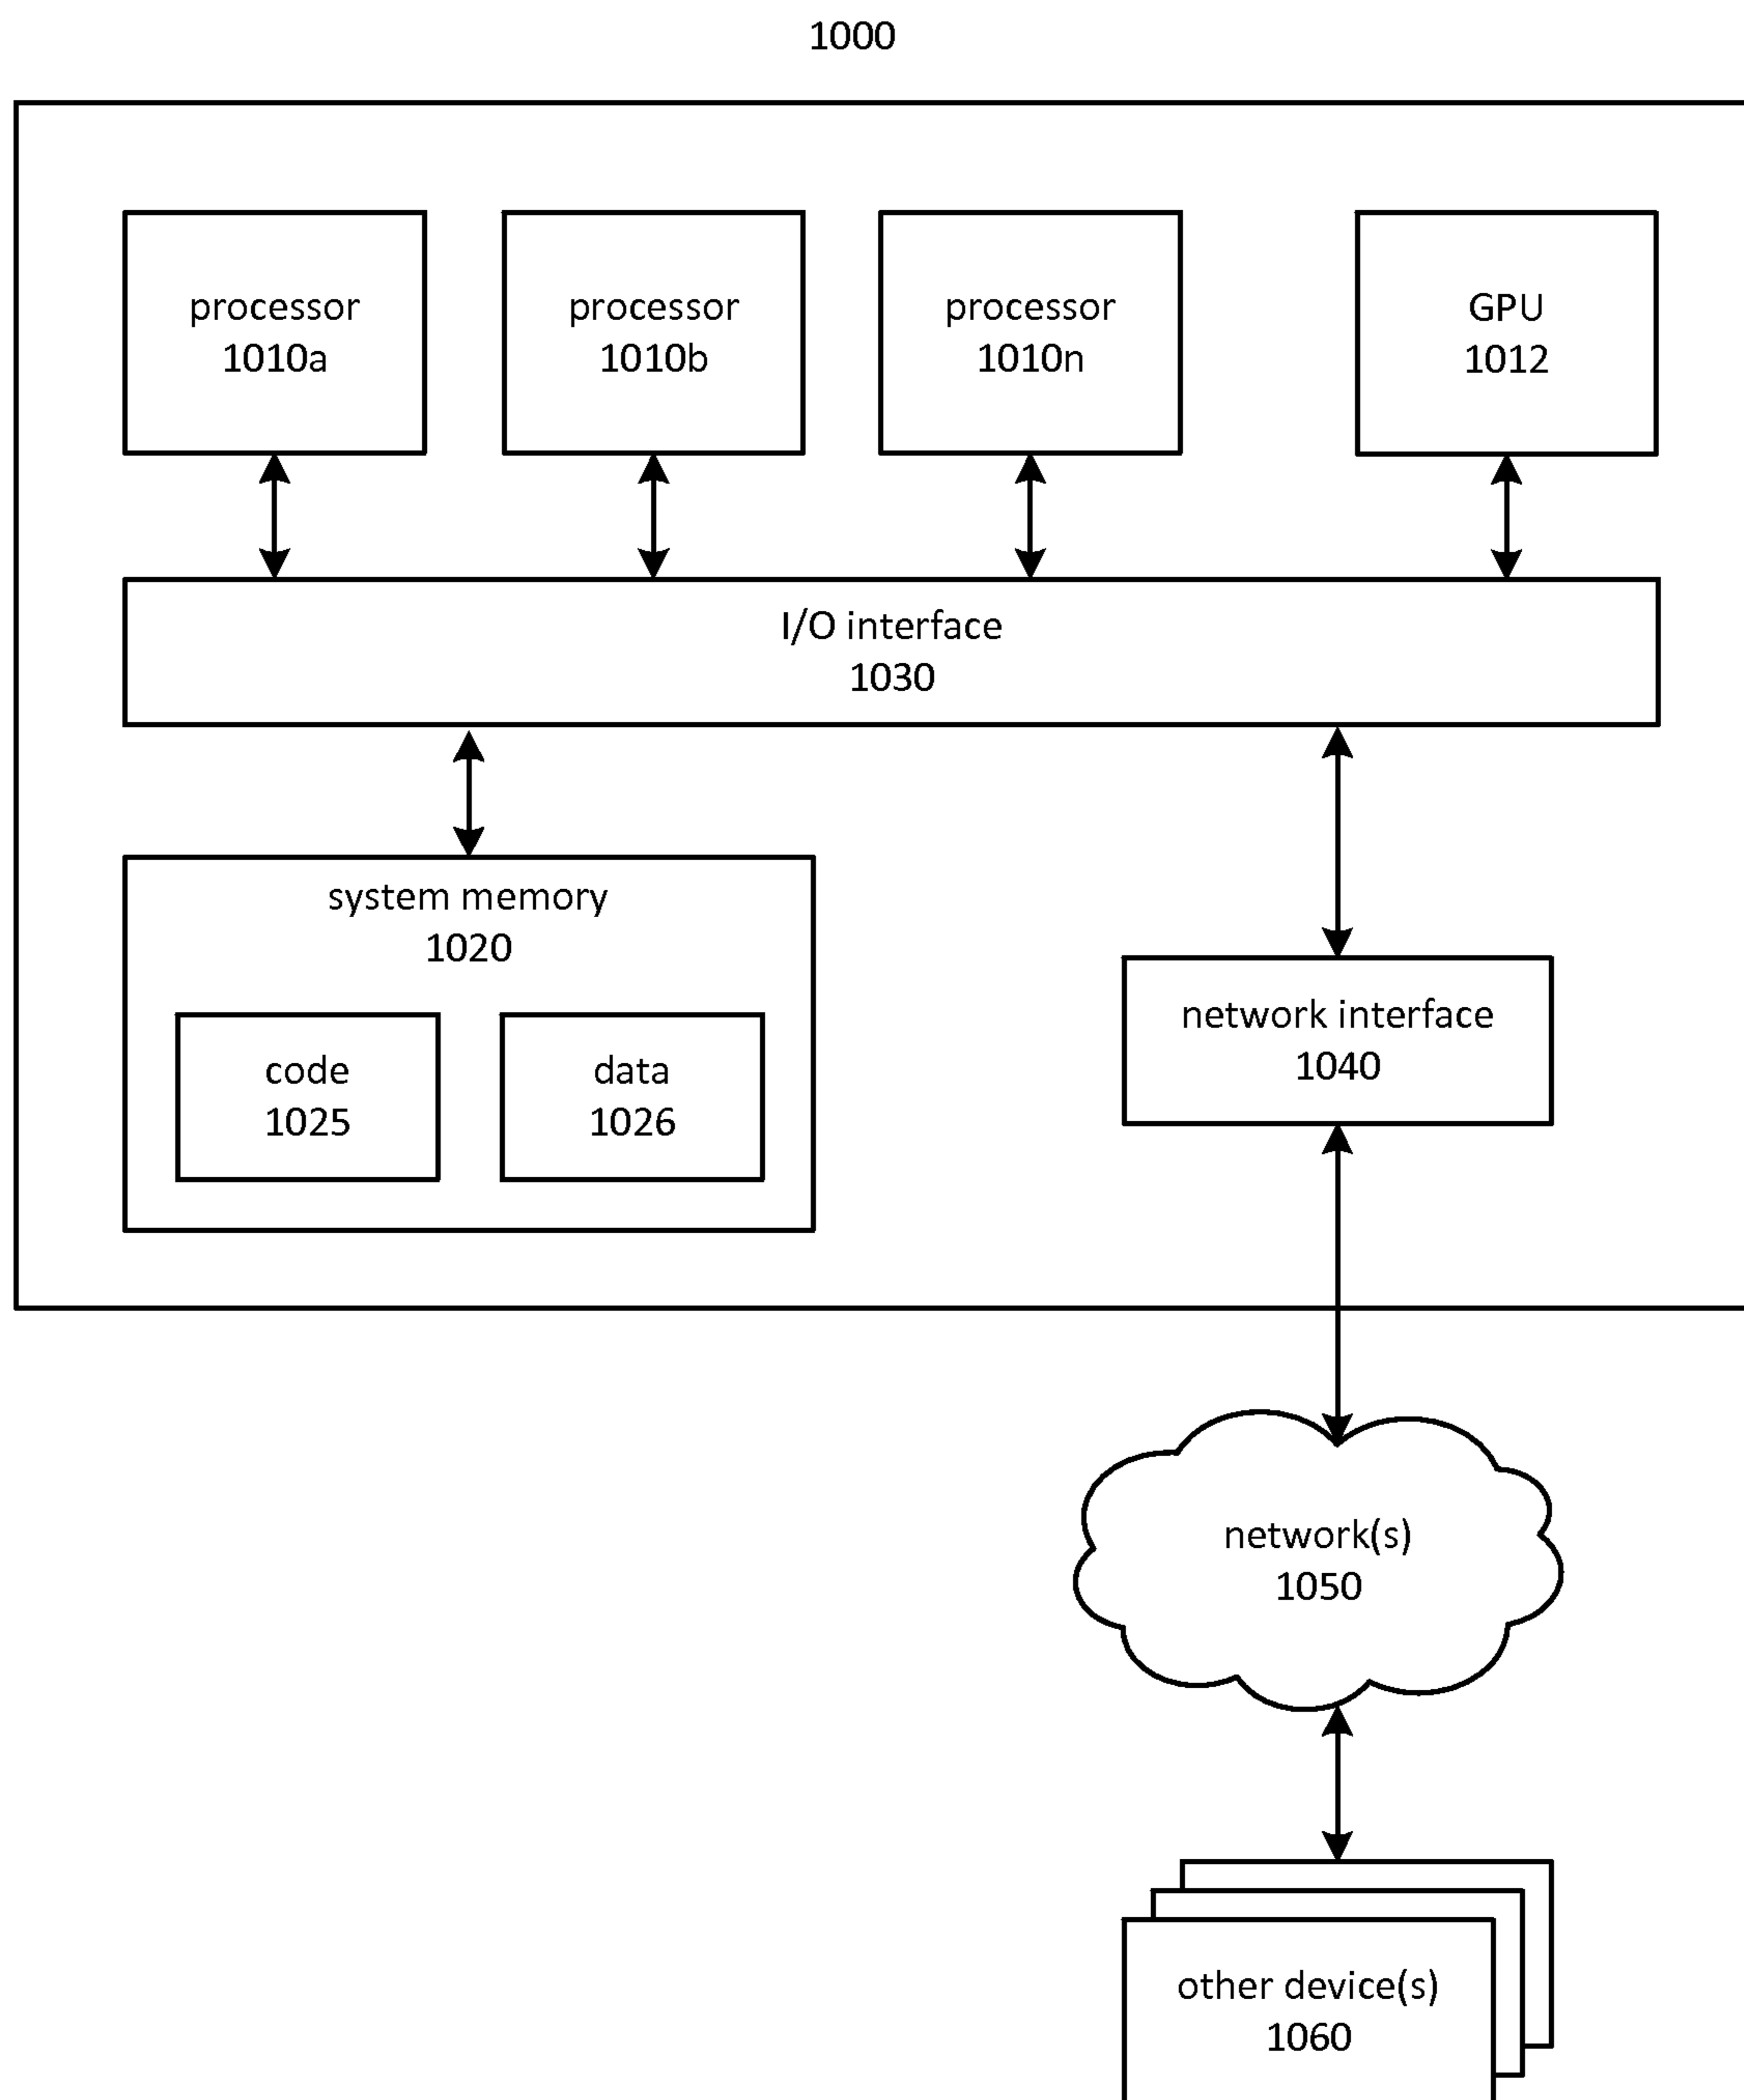 1000
processor
1010a
processor
1010b
processor
1010n
GPU
1012
I/O interface
1030
system memory
1020
code
1025
data
1026
network interface
1040
network(s)
1050
other device(s)
1060